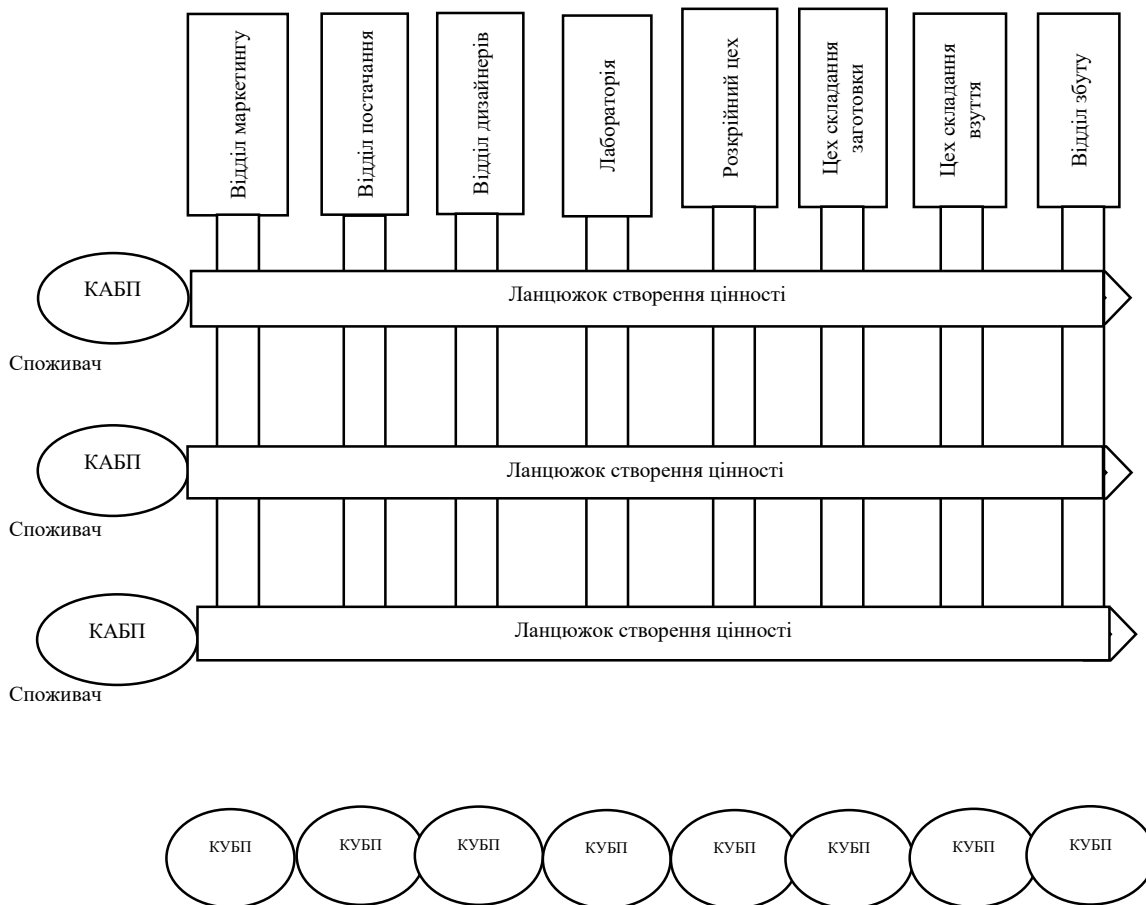 Відділ маркетингу
Відділ постачання
Відділ дизайнерів
Лабораторія
Розкрійний цех
Цех складання
заготовки
Цех складання
взуття
Відділ збуту
КАБП
Ланцюжок створення цінності
Споживач
КАБП
Ланцюжок створення цінності
Споживач
КАБП
Ланцюжок створення цінності
Споживач
КУБП
КУБП
КУБП
КУБП
КУБП
КУБП
КУБП
КУБП